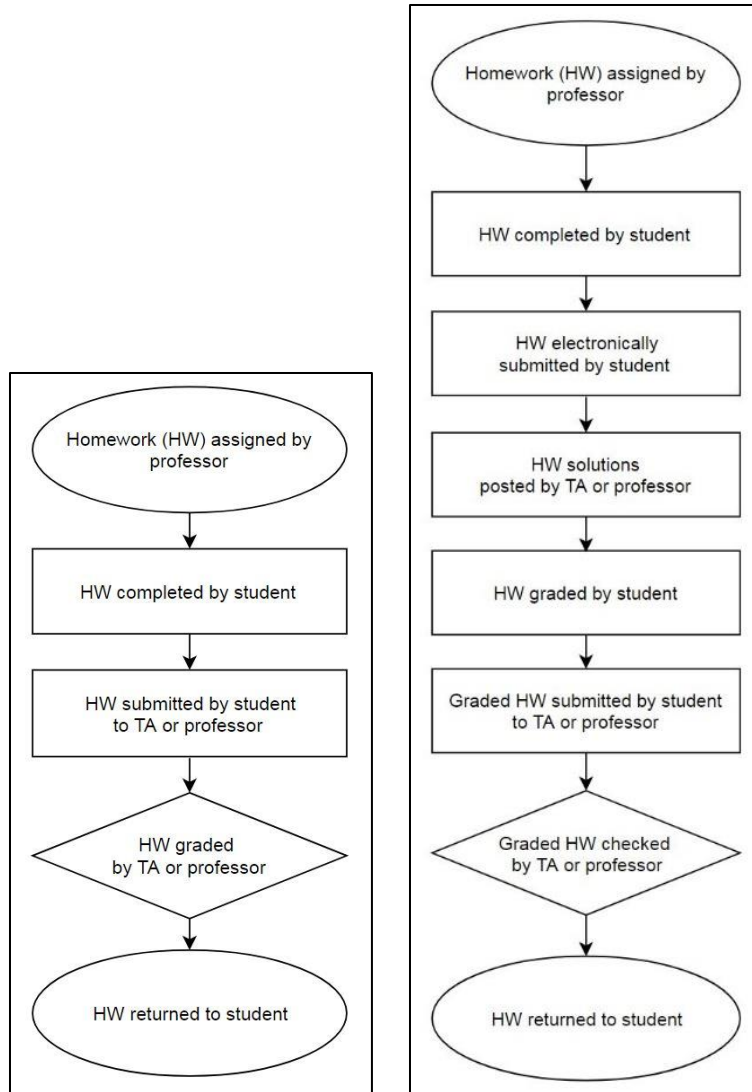 Homework (HW) assigned by
professor
HW completed by student
HW submitted by student
to TA or professor
HW graded
by TA or professor
HW returned to student
Homework (HW) assigned by
professor
HW completed by student
HW electronically
submitted by student
HW solutions
posted by TA or professor
HW graded by student
Graded HW submitted by student
to TA or professor
Graded HW checked
by TA or professor
HW returned to student